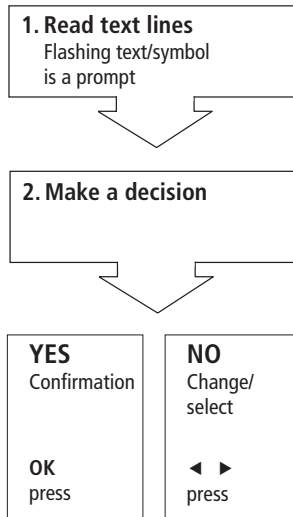 1. Read text lines
Flashing text/symbol
is a prompt
2. Make a decision
YES
Confirmation
OK
press
NO
Change/
select
◄ ►
press